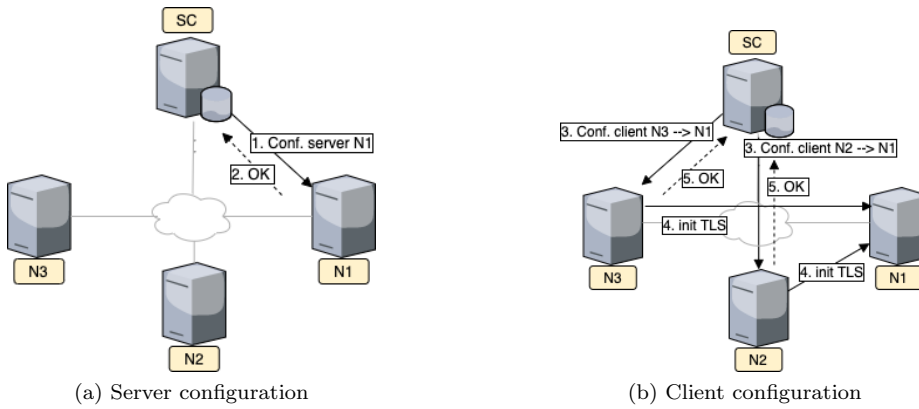 SC
1. Conf. server N1
2. OK
N3
N1
N2
(a) Server configuration
SC
3. Conf. client N3 --> N1
3. Conf. client N2 --> N1
5. OK
5. OK
4. init TLS
N3
4. init TLS
N1
N2
(b) Client configuration